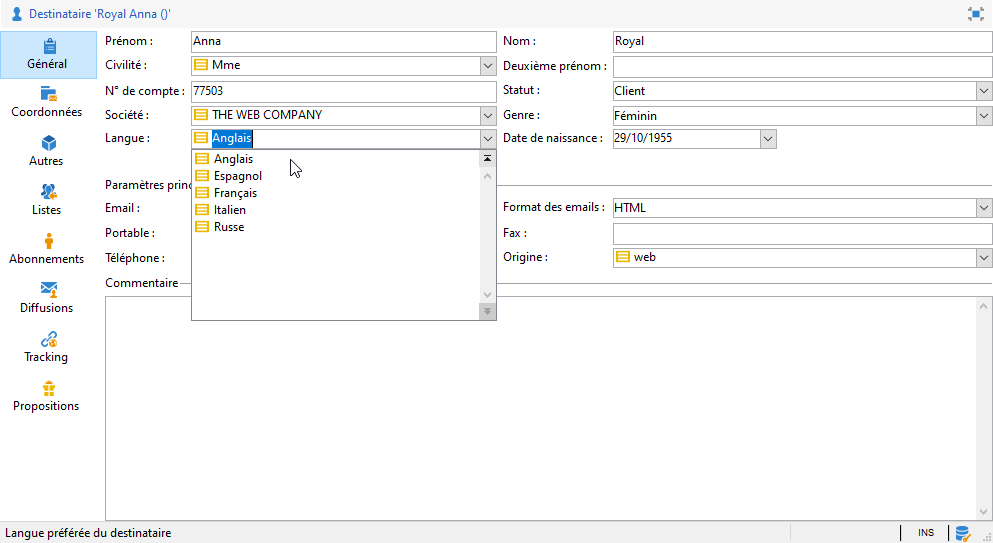 Destinataire 'Royal Anna ()'
Général
Coordonnées
Autres
Listes
Abonnements
Diffusions
Tracking
Propositions
Prénom : Anna Nom : Royal
Civilité : Mme Deuxième prénom :
N° de compte : 77503 Statut : Client
Société : THE WEB COMPANY Genre : Féminin
Langue : Anglais Date de naissance : 29/10/1955
Anglais
Espagnol
Français
Italien
Russe
Paramètres princ
Email : Format des emails : HTML
Portable : Fax :
Téléphone : Origine : web
Commentaire
Langue préférée du destinataire INS